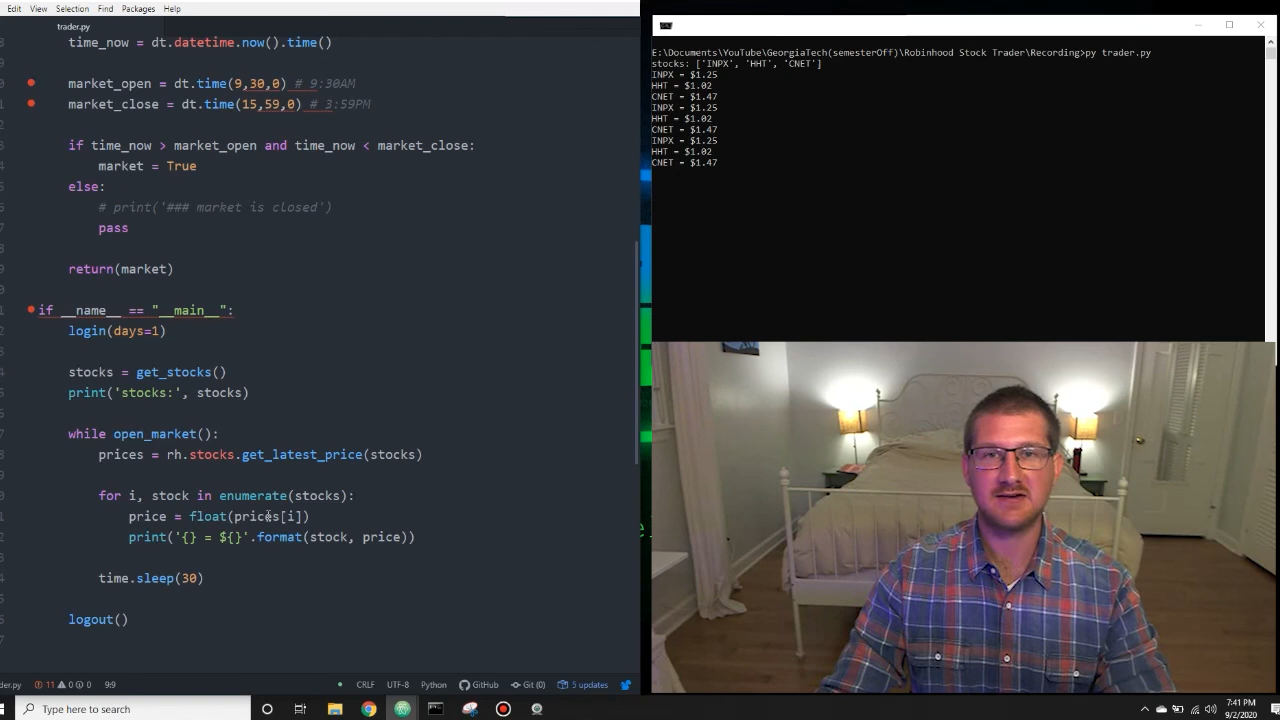 Edit View Selection Find Packages Help
trader.py
time_now = dt.datetime.now().time()
market_open = dt.time(9,30,0) # 9:30AM
market_close = dt.time(15,59,0) # 3:59PM
if time_now > market_open and time_now < market_close:
market = True
else:
# print('### market is closed')
pass
return(market)
if __name__ == "__main__":
login(days=1)
stocks = get_stocks()
print('stocks:', stocks)
while open_market():
prices = rh.stocks.get_latest_price(stocks)
for i, stock in enumerate(stocks):
price = float(prices[i])
print('{} = ${}'.format(stock, price))
time.sleep(30)
logout()
der.py 11 0 0 9:9 CRLF UTF-8 Python GitHub Git (0) 5 updates
E:\Documents\YouTube\GeorgiaTech(semesterOff)\Robinhood Stock Trader\Recording>py trader.py
stocks: ['INPX', 'HHT', 'CNET']
INPX = $1.25
HHT = $1.02
CNET = $1.47
INPX = $1.25
HHT = $1.02
CNET = $1.47
INPX = $1.25
HHT = $1.02
CNET = $1.47
Type here to search
7:41 PM
9/2/2020